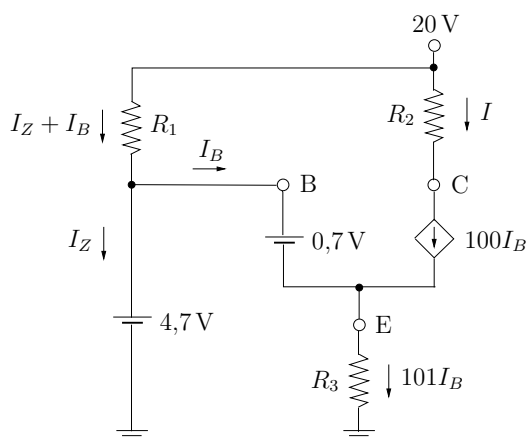 20 V
I_Z + I_B
R_1
R_2
I
I_B
B
C
I_Z
0,7 V
100I_B
4,7 V
E
R_3
101I_B